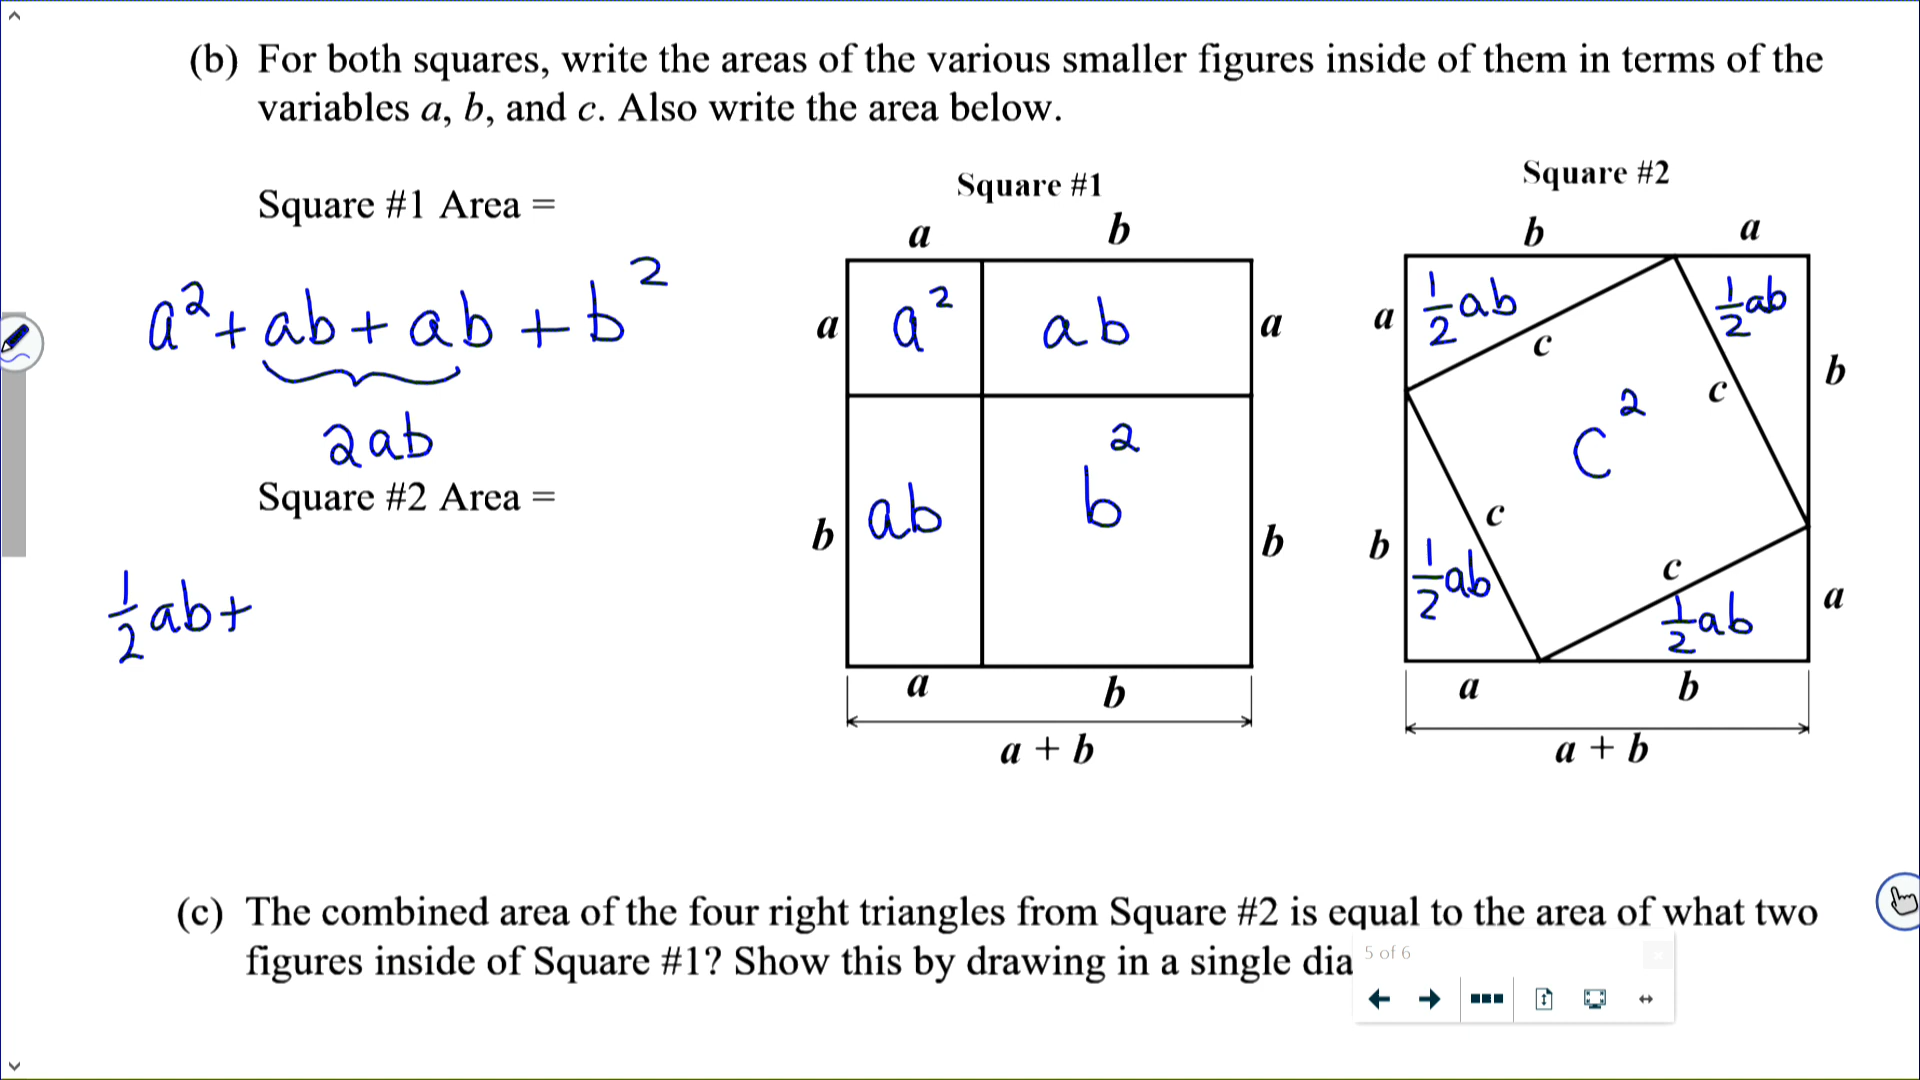 (b) For both squares, write the areas of the various smaller figures inside of them in terms of the
variables a, b, and c. Also write the area below.
Square #1 Area =
a² + ab + ab + b²
2ab
Square #2 Area =
½ab +
Square #1
a b
a a² ab a
b ab b² b
a b
a + b
Square #2
b a
a ½ab c ½ab
c² c b
b ½ab c c ½ab a
a b
a + b
(c) The combined area of the four right triangles from Square #2 is equal to the area of what two
figures inside of Square #1? Show this by drawing in a single dia
5 of 6